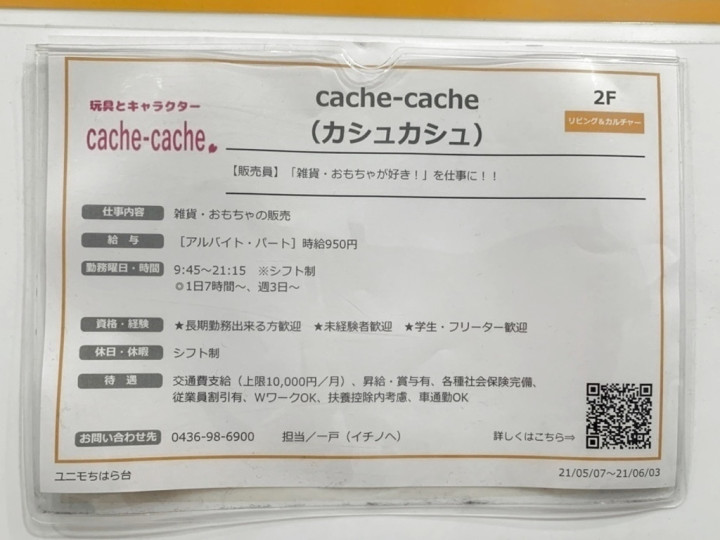 玩具とキャラクター
cache-cache
cache-cache
（カシュカシュ）
2F
リビング＆カルチャー
【販売員】「雑貨・おもちゃが好き！」を仕事に！！
仕事内容 雑貨・おもちゃの販売
給 与 ［アルバイト・パート］時給950円
勤務曜日・時間 9:45～21:15 ※シフト制
◎1日7時間～、週3日～
資格・経験 ★長期勤務出来る方歓迎 ★未経験者歓迎 ★学生・フリーター歓迎
休日・休暇 シフト制
待 遇 交通費支給（上限10,000円／月）、昇給・賞与有、各種社会保険完備、
従業員割引有、WワークOK、扶養控除内考慮、車通勤OK
お問い合わせ先 0436-98-6900 担当／一戸（イチノヘ） 詳しくはこちら⇒
ユニモちはら台 21/05/07～21/06/03